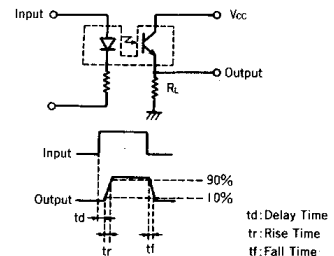 Input
Vcc
Output
RL
Input
90%
Output
10%
td
tr
tf
td: Delay Time
tr: Rise Time
tf: Fall Time